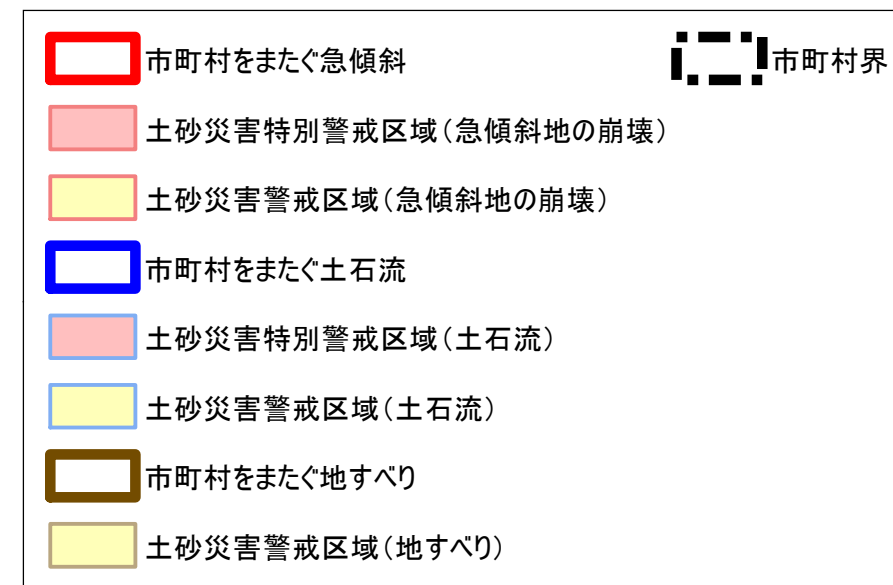 市町村をまたぐ急傾斜
市町村界
土砂災害特別警戒区域(急傾斜地の崩壊)
土砂災害警戒区域(急傾斜地の崩壊)
市町村をまたぐ土石流
土砂災害特別警戒区域(土石流)
土砂災害警戒区域(土石流)
市町村をまたぐ地すべり
土砂災害警戒区域(地すべり)